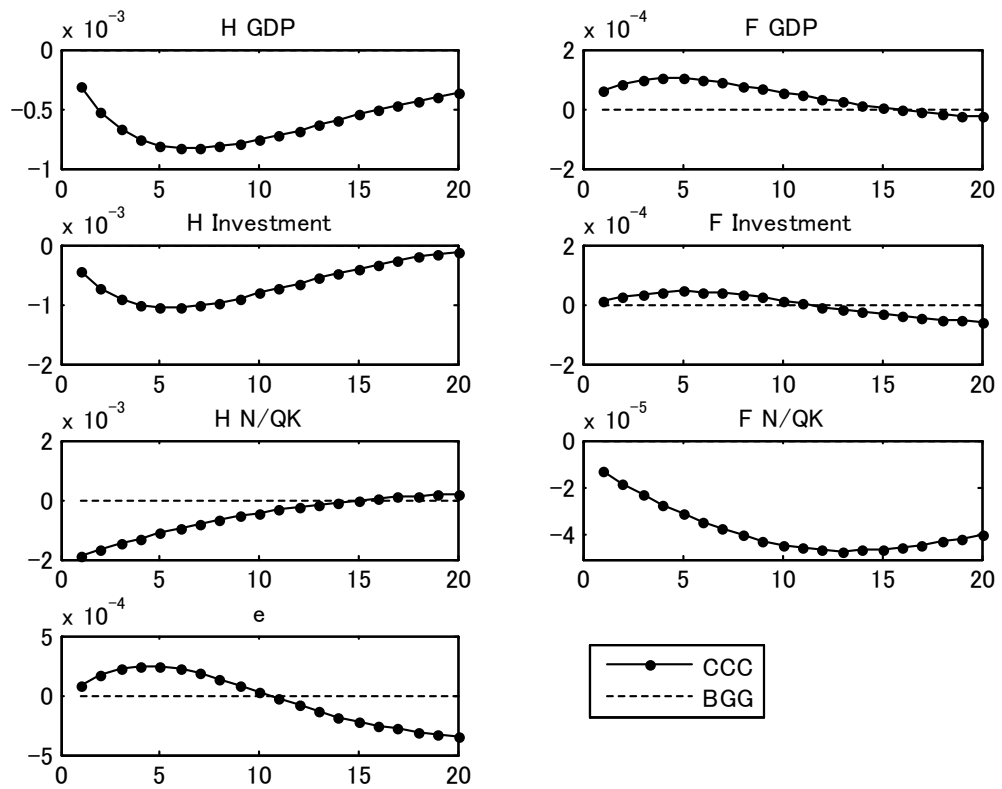 x 10⁻³
H GDP
0
−0.5
−1
0 5 10 15 20
x 10⁻⁴
F GDP
2
0
−2
0 5 10 15 20
x 10⁻³
H Investment
0
−1
−2
0 5 10 15 20
x 10⁻⁴
F Investment
2
0
−2
0 5 10 15 20
x 10⁻³
H N/QK
2
0
−2
0 5 10 15 20
x 10⁻⁵
F N/QK
0
−2
−4
0 5 10 15 20
x 10⁻⁴
e
5
0
−5
0 5 10 15 20
CCC
BGG